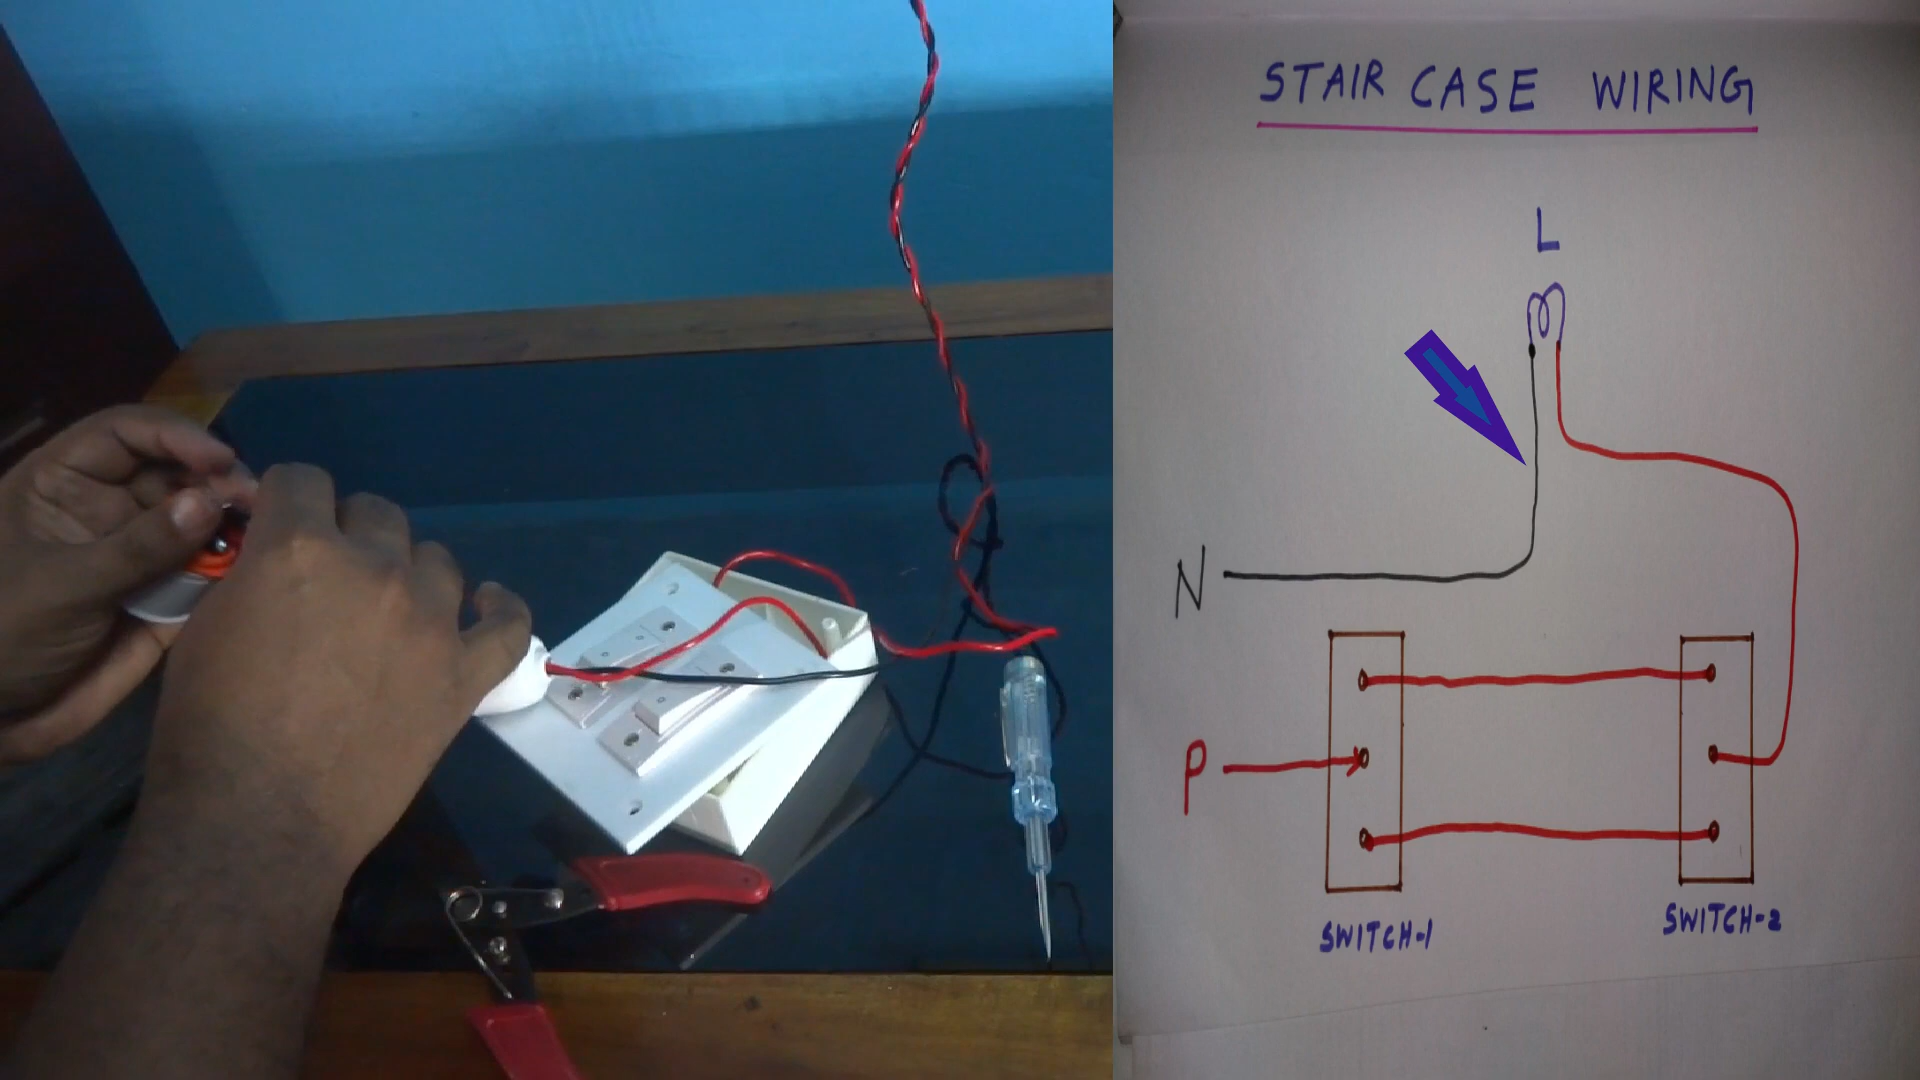 STAIR CASE WIRING
L
N
P
SWITCH-1
SWITCH-2